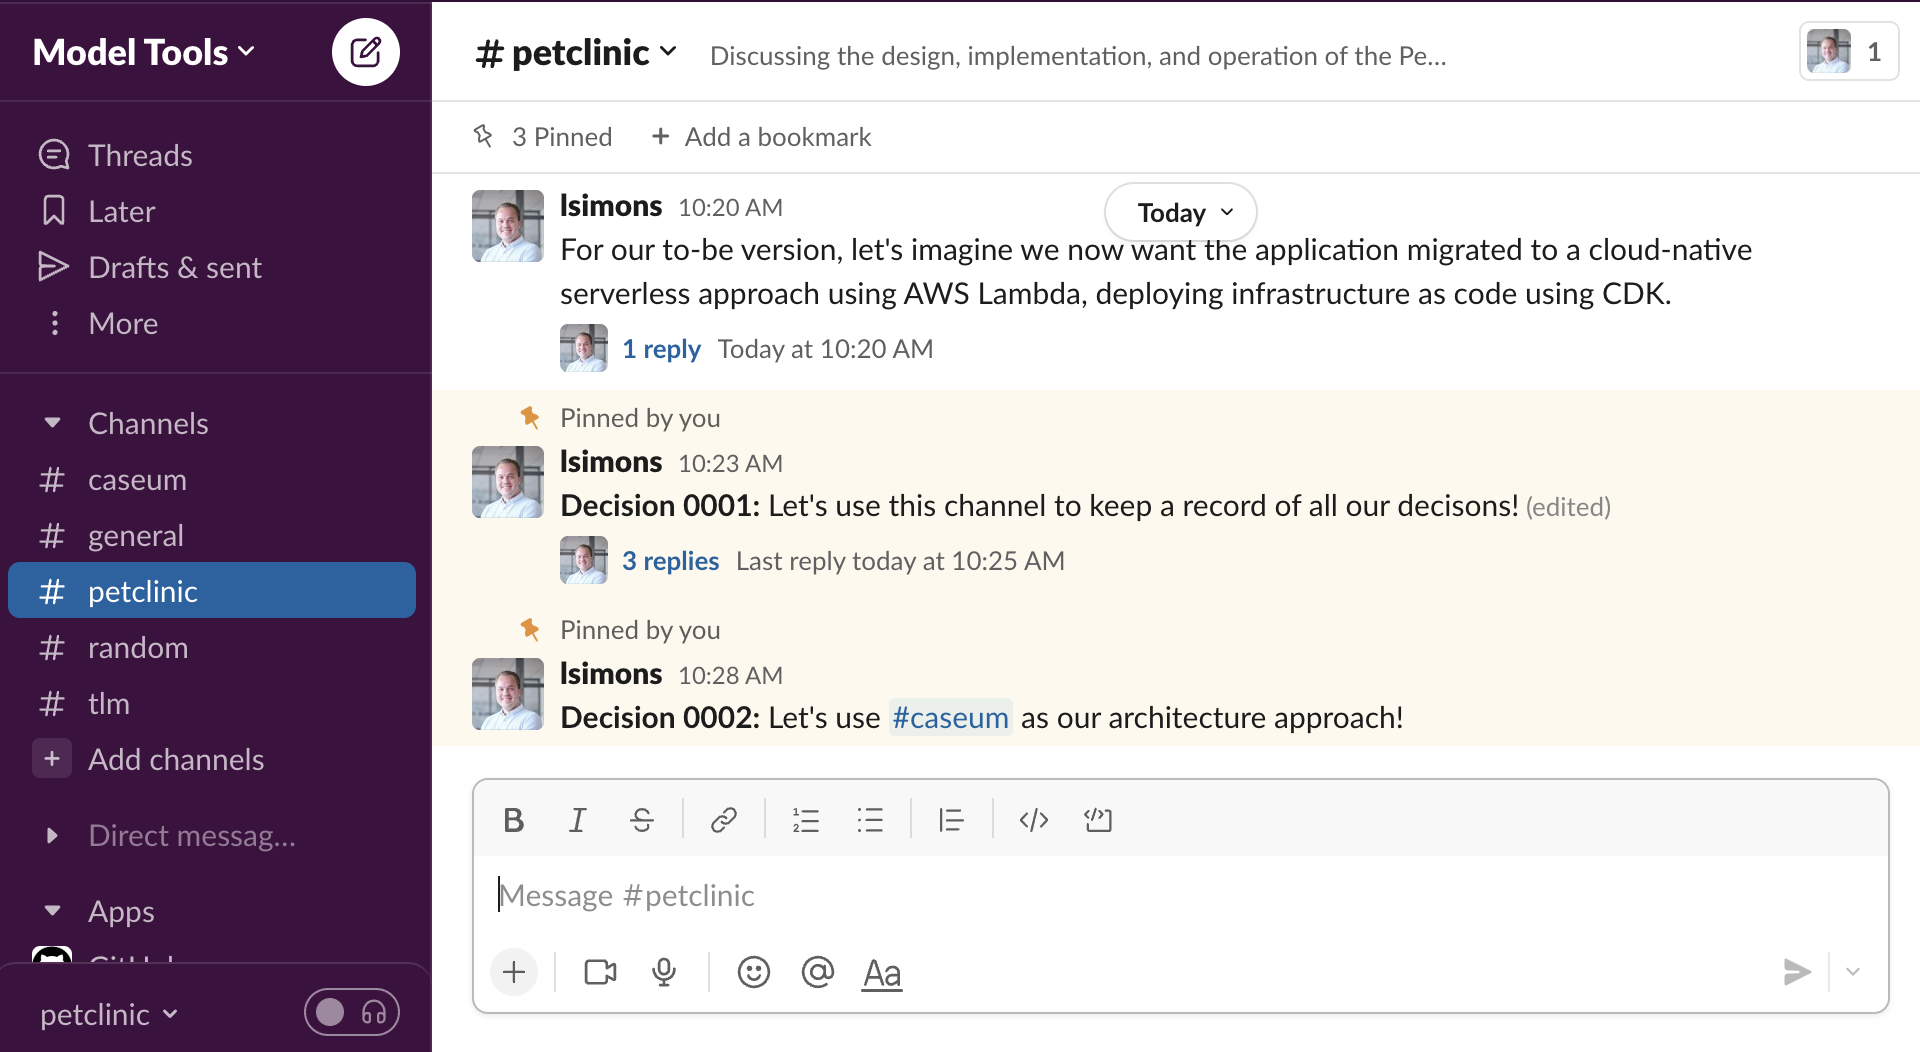 Model Tools
Threads
Later
Drafts & sent
More
Channels
# caseum
# general
# petclinic
# random
# tlm
+ Add channels
Direct messag...
Apps
GitHub
petclinic
# petclinic
Discussing the design, implementation, and operation of the Pe...
1
3 Pinned
+ Add a bookmark
Today
lsimons 10:20 AM
For our to-be version, let's imagine we now want the application migrated to a cloud-native
serverless approach using AWS Lambda, deploying infrastructure as code using CDK.
1 reply Today at 10:20 AM
Pinned by you
lsimons 10:23 AM
Decision 0001: Let's use this channel to keep a record of all our decisons! (edited)
3 replies Last reply today at 10:25 AM
Pinned by you
lsimons 10:28 AM
Decision 0002: Let's use #caseum as our architecture approach!
Message #petclinic
Aa